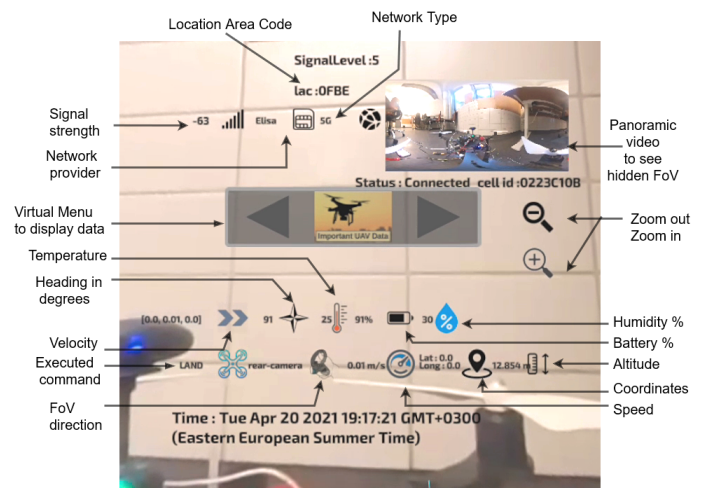 Location Area Code
Network Type
SignalLevel :5
lac :0FBE
Signal
strength
-63
Elisa
5G
Network
provider
Panoramic
video
to see
hidden FoV
Status : Connected cell id :0223C10B
Virtual Menu
to display data
Important UAV Data
Zoom out
Zoom in
Temperature
Heading in
degrees
[0.0, 0.01, 0.0]
91
25
91%
30
Humidity %
Velocity
Battery %
Executed
command
LAND
rear-camera
0.01 m/s
Lat : 0.0
Long : 0.0
12.854 m
Altitude
Coordinates
FoV
direction
Speed
Time : Tue Apr 20 2021 19:17:21 GMT+0300
(Eastern European Summer Time)